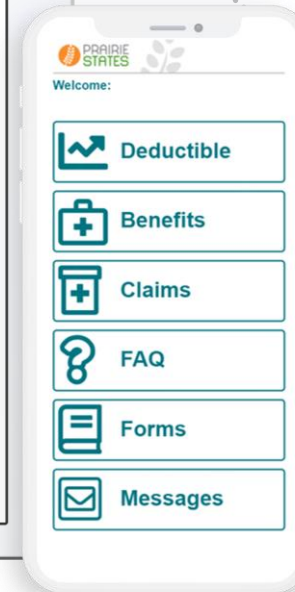 PRAIRIE
STATES
Welcome:
Deductible
Benefits
Claims
FAQ
Forms
Messages